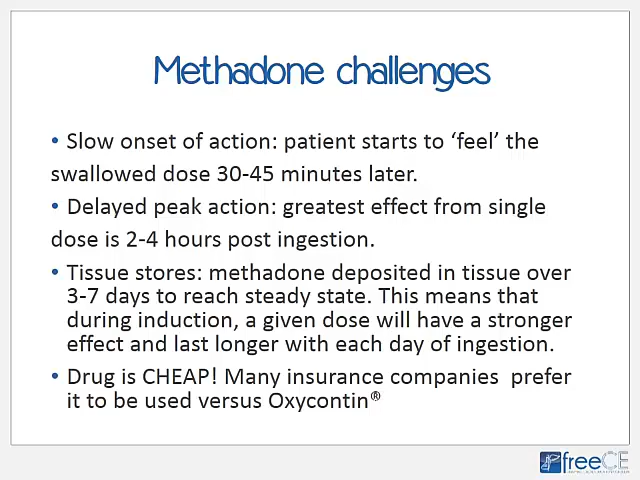 Methadone challenges
• Slow onset of action: patient starts to ‘feel’ the
swallowed dose 30-45 minutes later.
• Delayed peak action: greatest effect from single
dose is 2-4 hours post ingestion.
• Tissue stores: methadone deposited in tissue over
3-7 days to reach steady state. This means that
during induction, a given dose will have a stronger
effect and last longer with each day of ingestion.
• Drug is CHEAP! Many insurance companies  prefer
it to be used versus Oxycontin®
freeCE